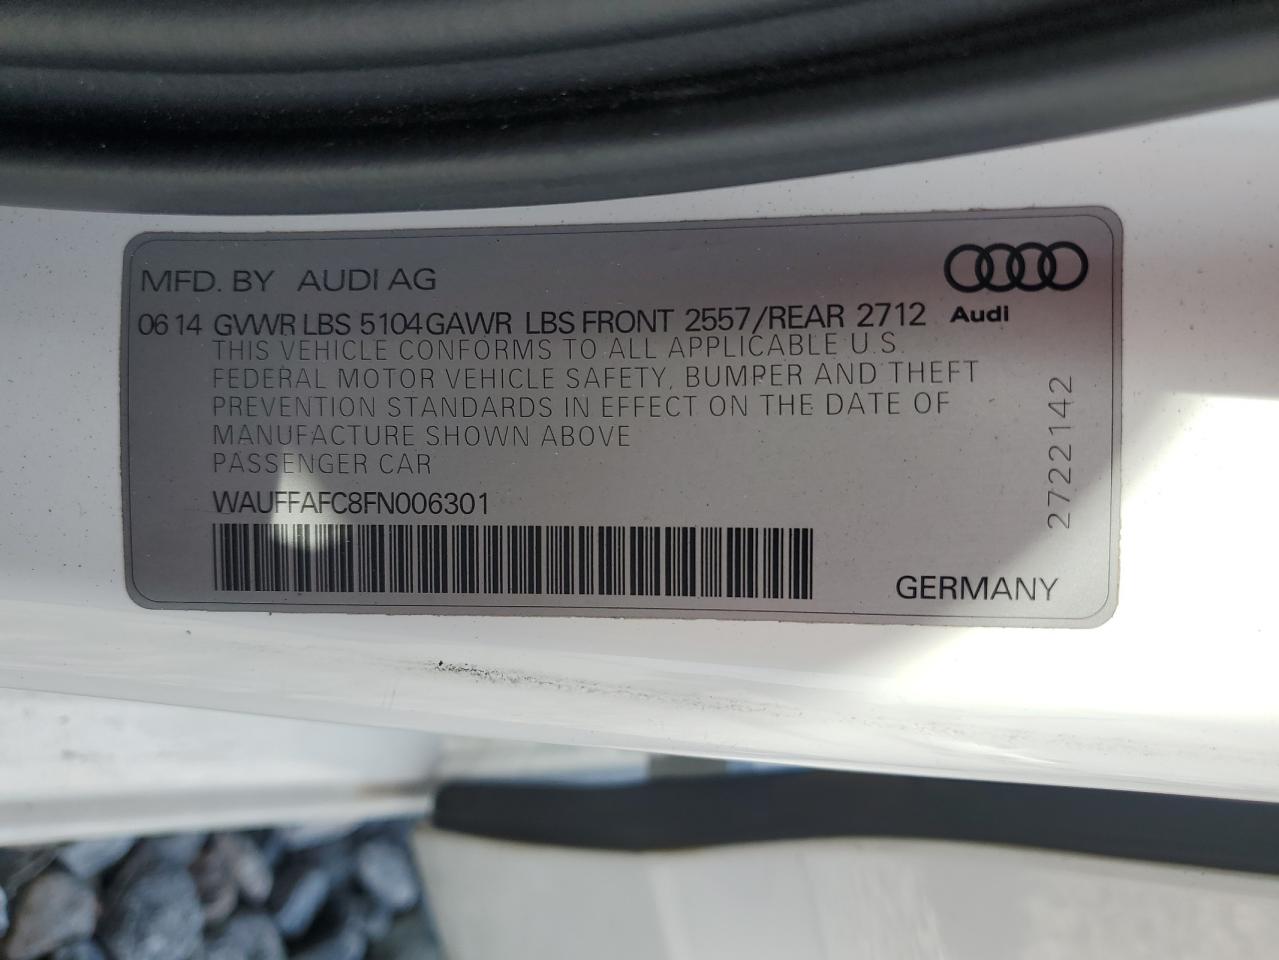 MFD. BY AUDI AG
06 14 GVWR LBS 5104 GAWR LBS FRONT 2557/REAR 2712
Audi
THIS VEHICLE CONFORMS TO ALL APPLICABLE U.S.
FEDERAL MOTOR VEHICLE SAFETY, BUMPER AND THEFT
PREVENTION STANDARDS IN EFFECT ON THE DATE OF
MANUFACTURE SHOWN ABOVE
PASSENGER CAR
WAUFFAFC8FN006301
27221142
GERMANY